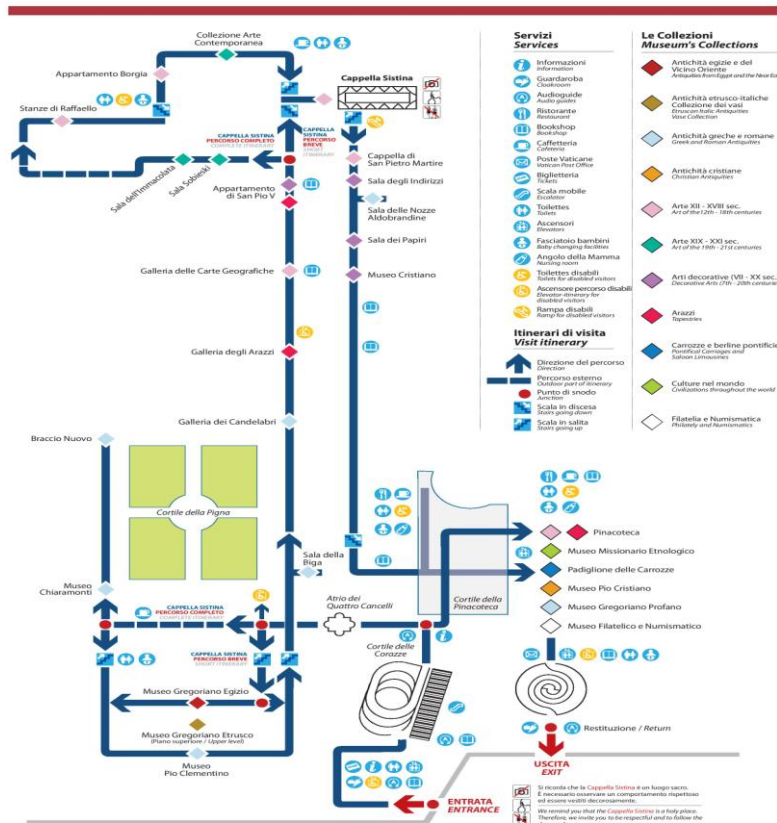 Collezione Arte
Contemporanea
Appartamento Borgia
Stanze di Raffaello
Cappella Sistina
CAPPELLA SISTINA
PERCORSO COMPLETO
COMPLETE ITINERARY
CAPPELLA
SISTINA
PERCORSO
BREVE
SHORT
ITINERARY
Sala dell'Immacolata
Sala Sobieski
Appartamento
di San Pio V
Cappella di
San Pietro Martire
Sala degli Indirizzi
Sala delle Nozze
Aldobrandine
Sala dei Papiri
Galleria delle Carte Geografiche
Museo Cristiano
Galleria degli Arazzi
Galleria dei Candelabri
Braccio Nuovo
Cortile della Pigna
Sala della
Biga
Museo
Chiaramonti
CAPPELLA SISTINA
PERCORSO COMPLETO
COMPLETE ITINERARY
Atrio dei
Quattro Cancelli
CAPPELLA SISTINA
PERCORSO BREVE
SHORT ITINERARY
Museo Gregoriano Egizio
Museo Gregoriano Etrusco
(Piano superiore / Upper level)
Museo
Pio Clementino
Cortile delle
Corazze
Cortile della
Pinacoteca
Pinacoteca
Museo Missionario Etnologico
Padiglione delle Carrozze
Museo Pio Cristiano
Museo Gregoriano Profano
Museo Filatelico e Numismatico
Restituzione / Return
USCITA
EXIT
ENTRATA
ENTRANCE
Servizi
Services
Informazioni
Information
Guardaroba
Cloakroom
Audioguide
Audio guides
Ristorante
Restaurant
Bookshop
Bookshop
Caffetteria
Cafeteria
Poste Vaticane
Vatican Post Office
Biglietteria
Tickets
Scala mobile
Escalator
Toilettes
Toilets
Ascensori
Elevators
Fasciatoio bambini
Baby changing facilities
Angolo della Mamma
Nursing room
Toilettes disabili
Toilets for disabled visitors
Ascensore percorso disabili
Elevator-itinerary for
disabled visitors
Rampa disabili
Ramp for disabled visitors
Itinerari di visita
Visit itinerary
Direzione del percorso
Direction
Percorso esterno
Outdoor part of itinerary
Punto di snodo
Junction
Scala in discesa
Stairs going down
Scala in salita
Stairs going up
Le Collezioni
Museum's Collections
Antichità egizie e del
Vicino Oriente
Antiquities from Egypt and the Near Ea
Antichità etrusco-italiche
Collezione dei vasi
Etruscan Italic Antiquities
Vase Collection
Antichità greche e romane
Greek and Roman Antiquities
Antichità cristiane
Christian Antiquities
Arte XII - XVIII sec.
Art of the 12th - 18th centuries
Arte XIX - XXI sec.
Art of the 19th - 21st centuries
Arti decorative (VII - XX sec.
Decorative Arts (7th - 20th centurie
Arazzi
Tapestries
Carrozze e berline pontificie
Pontifical Carriages and
Saloon Limousines
Culture nel mondo
Civilizations throughout the world
Filatelia e Numismatica
Philately and Numismatics
Si ricorda che la Cappella Sistina è un luogo sacro.
È necessario osservare un comportamento rispettoso
ed essere vestiti decorosamente.
We remind you that the Cappella Sistina is a holy place.
Therefore, we invite you to be respectful and to follow the